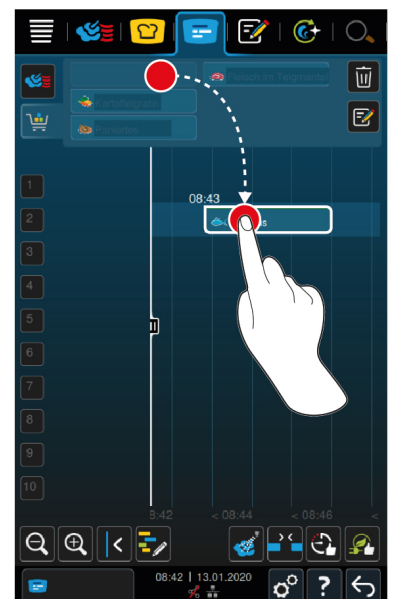 Fleisch im Teigmantel
Kartoffelgratin
Paniertes
1
08:43
2
s
3
4
5
6
7
8
9
10
8:42 < 08:44 < 08:46 <
08:42 | 13.01.2020
?